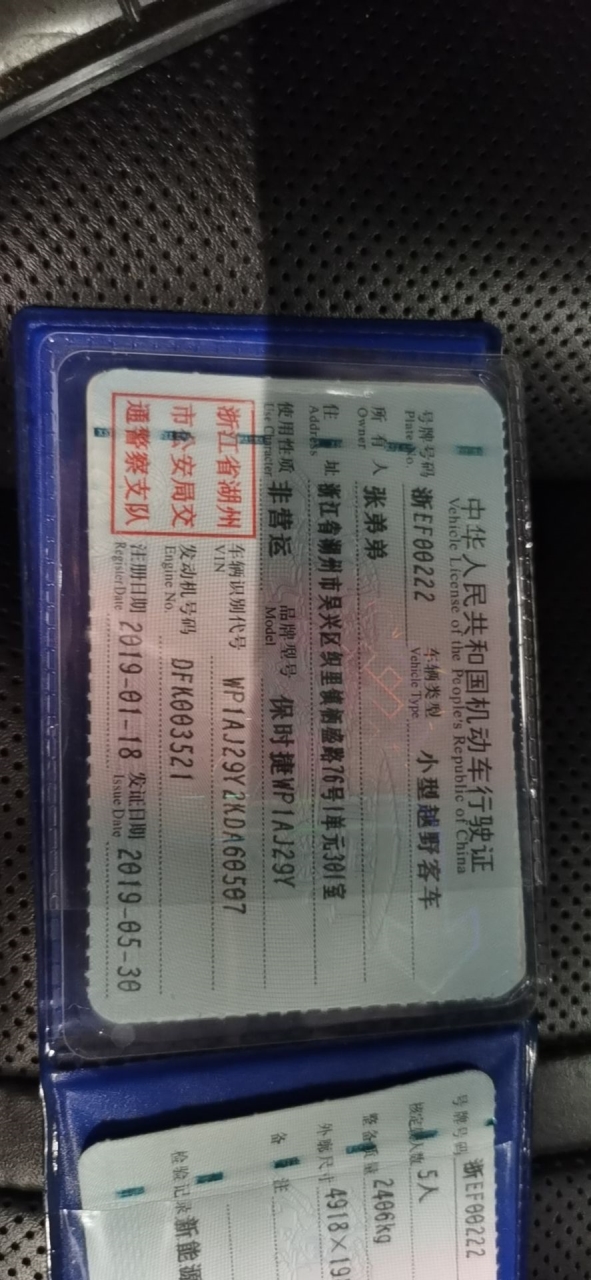 中华人民共和国机动车行驶证
Vehicle License of the People's Republic of China
号牌号码 浙EF00222 车辆类型 小型越野客车
Plate No. Vehicle Type
所有人 张弟弟
Owner
住址 浙江省湖州市吴兴区织里镇栖盛路76号1单元301室
Address
使用性质 非营运 品牌型号 保时捷WP1AJ29Y
Use Character Model
浙江省湖州
市公安局交
通警察支队
车辆识别代号 WP1AJ29Y2KDA60507
VIN
发动机号码 DFK003521
Engine No.
注册日期 2019-01-18 发证日期 2019-05-30
Register Date Issue Date
号牌号码 浙EF00222
核定载人数 5人
整备质量 2406kg
外廓尺寸 4918×19
备注
检验记录 新能源